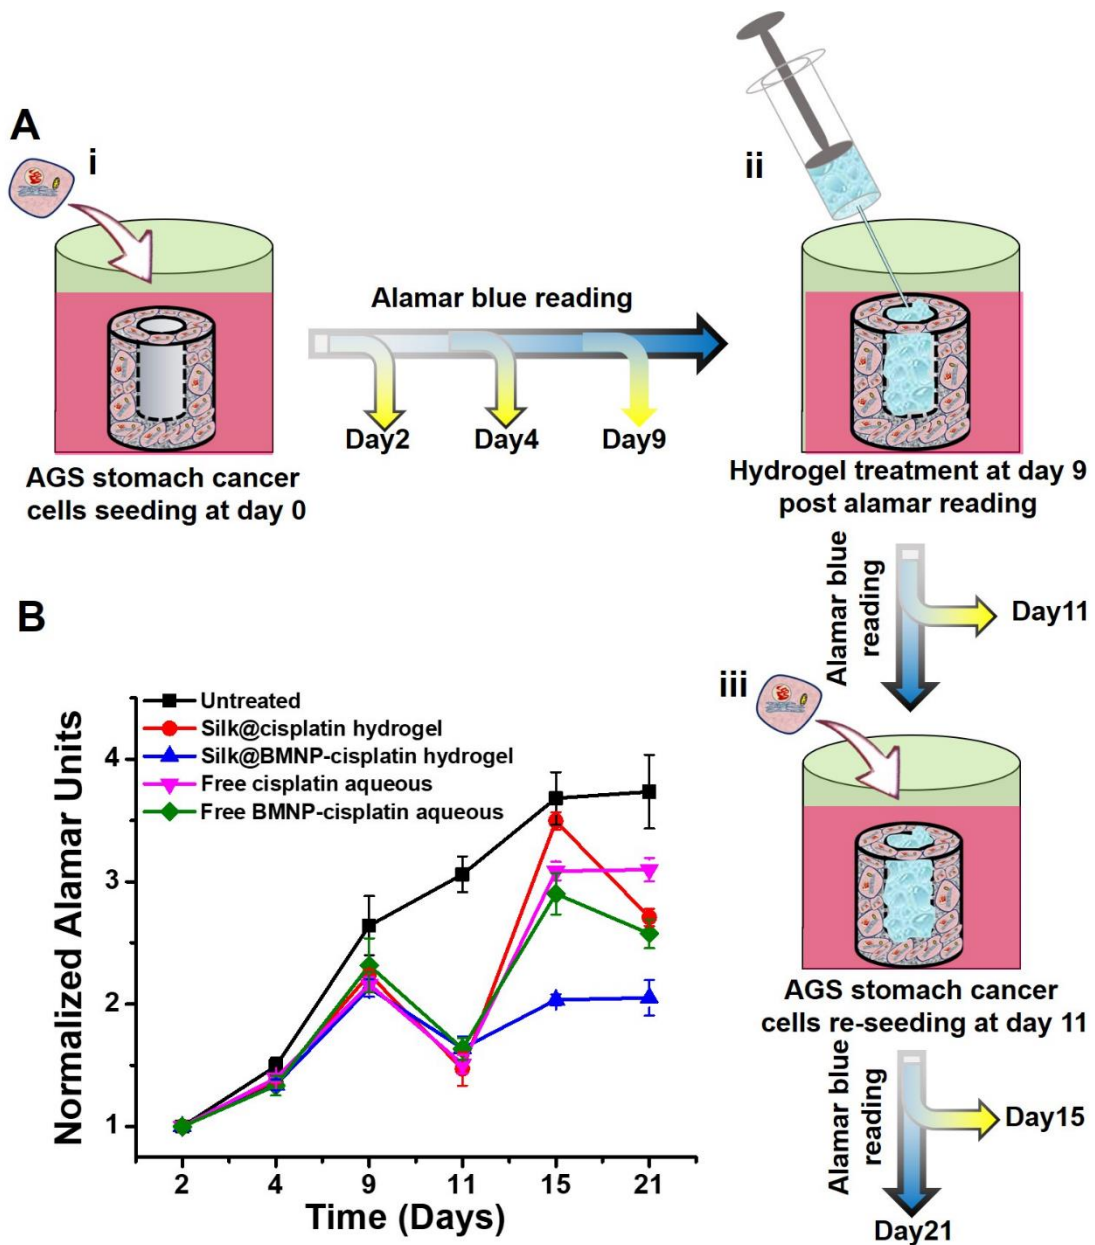 A
i
ii
Alamar blue reading
Day2
Day4
Day9
AGS stomach cancer
cells seeding at day 0
Hydrogel treatment at day 9
post alamar reading
Alamar blue
reading
Day11
iii
AGS stomach cancer
cells re-seeding at day 11
Alamar blue
reading
Day15
Day21
B
Untreated
Silk@cisplatin hydrogel
Silk@BMNP-cisplatin hydrogel
Free cisplatin aqueous
Free BMNP-cisplatin aqueous
Normalized Alamar Units
4
3
2
1
2 4 9 11 15 21
Time (Days)